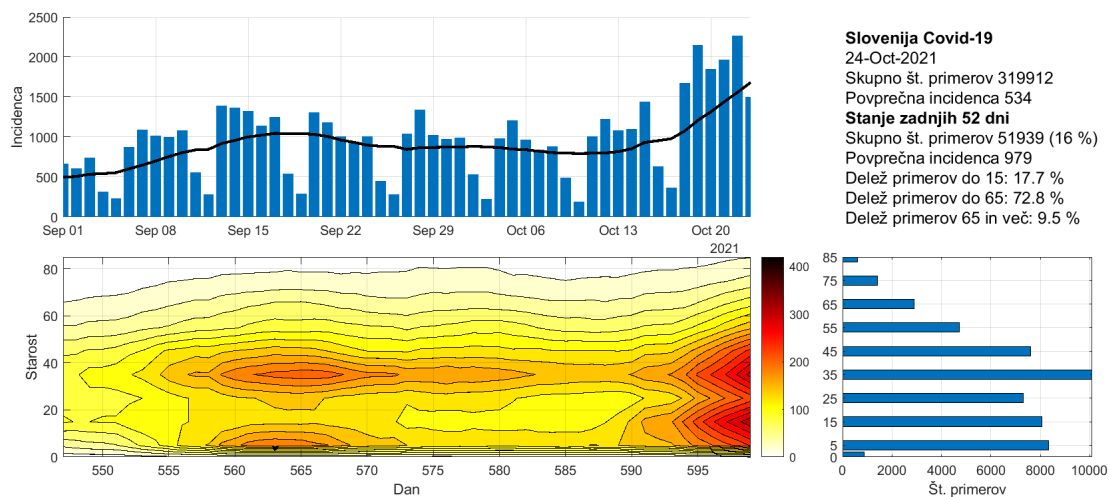 2500
2000
1500
1000
500
0
Incidenca
Sep 01 Sep 08 Sep 15 Sep 22 Sep 29 Oct 06 Oct 13 Oct 20
2021
Slovenija Covid-19
24-Oct-2021
Skupno št. primerov 319912
Povprečna incidenca 534
Stanje zadnjih 52 dni
Skupno št. primerov 51939 (16 %)
Povprečna incidenca 979
Delež primerov do 15: 17.7 %
Delež primerov do 65: 72.8 %
Delež primerov 65 in več: 9.5 %
80
60
40
20
0
Starost
550 555 560 565 570 575 580 585 590 595
Dan
400
300
200
100
0
85
75
65
55
45
35
25
15
5
0
0 2000 4000 6000 8000 10000
Št. primerov